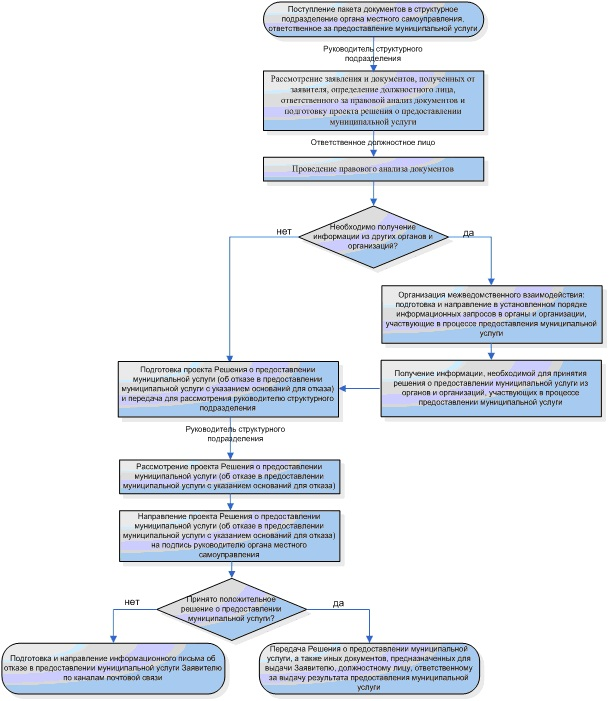 Поступление пакета документов в структурное
подразделение органа местного самоуправления,
ответственное за предоставление муниципальной услуги
Руководитель структурного
подразделения
Рассмотрение заявления и документов, полученных от
заявителя, определение должностного лица,
ответственного за правовой анализ документов и
подготовку проекта решения о предоставлении
муниципальной услуги
Ответственное должностное лицо
Проведение правового анализа документов
Необходимо получение
информации из других органов и
организаций?
нет
да
Организация межведомственного взаимодействия:
подготовка и направление в установленном порядке
информационных запросов в органы и организации,
участвующие в процессе предоставления муниципальной
услуги
Получение информации, необходимой для принятия
решения о предоставлении муниципальной услуги из
органов и организаций, участвующих в процессе
предоставлении муниципальной услуги
Подготовка проекта Решения о предоставлении
муниципальной услуги (об отказе в предоставлении
муниципальной услуги с указанием оснований для отказа)
и передача для рассмотрения руководителю структурного
подразделения
Руководитель структурного
подразделения
Рассмотрение проекта Решения о предоставлении
муниципальной услуги (об отказе в предоставлении
муниципальной услуги с указанием оснований для отказа)
Направление проекта Решения о предоставлении
муниципальной услуги (об отказе в предоставлении
муниципальной услуги с указанием оснований для отказа)
на подпись руководителю органа местного
самоуправления
Принято положительное
решение о предоставлении
муниципальной услуги?
нет
да
Подготовка и направление информационного письма об
отказе в предоставлении муниципальной услуги Заявителю
по каналам почтовой связи
Передача Решения о предоставлении муниципальной
услуги, а также иных документов, предназначенных для
выдачи Заявителю, должностному лицу, ответственному
за выдачу результата предоставления муниципальной
услуги